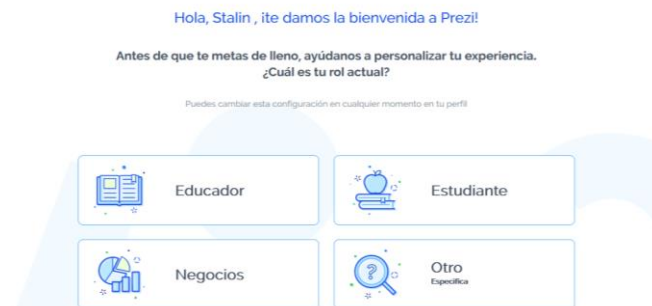 Hola, Stalin , ¡te damos la bienvenida a Prezi!
Antes de que te metas de lleno, ayúdanos a personalizar tu experiencia.
¿Cuál es tu rol actual?
Puedes cambiar esta configuración en cualquier momento en tu perfil
Educador
Estudiante
Negocios
Otro
Especifica